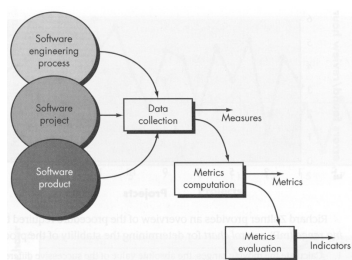 Software
engineering
process
Software
project
Software
product
Data
collection
Measures
Metrics
computation
Metrics
Metrics
evaluation
Indicators